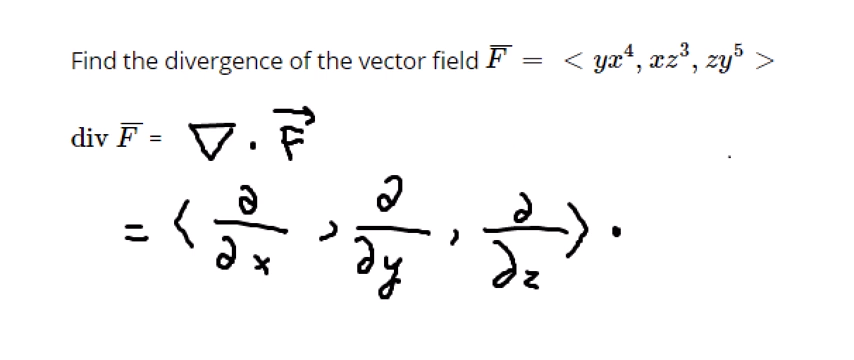 Find the divergence of the vector field F̅ = < yx⁴, xz³, zy⁵ >
div F̅ = ∇ · F⃗
= ⟨ ∂/∂x , ∂/∂y , ∂/∂z ⟩ ·